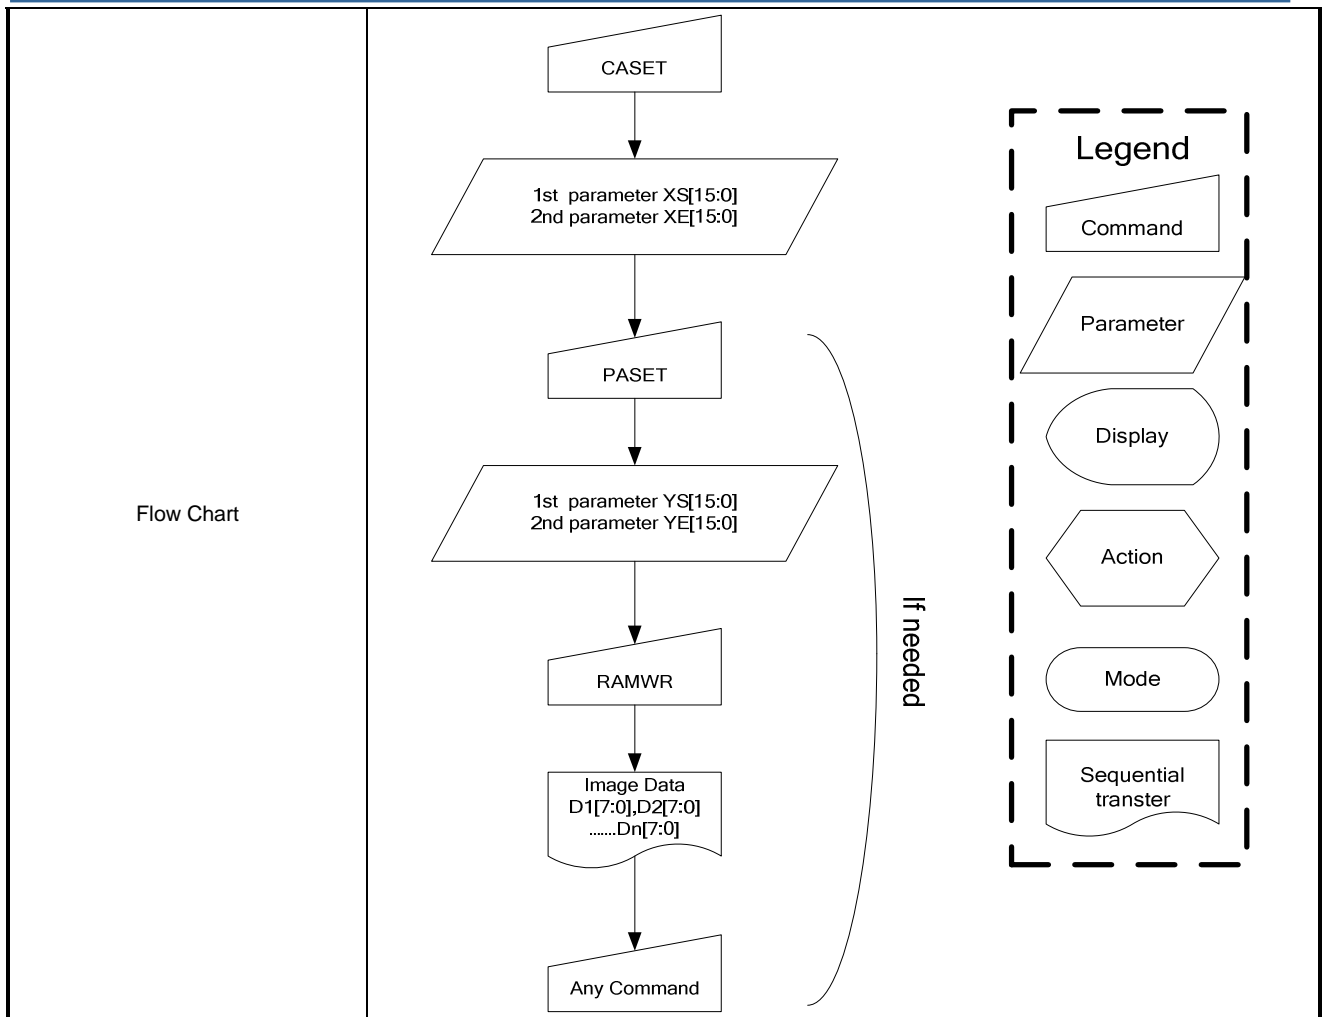 Flow Chart
CASET
1st parameter XS[15:0]
2nd parameter XE[15:0]
PASET
1st parameter YS[15:0]
2nd parameter YE[15:0]
RAMWR
Image Data
D1[7:0],D2[7:0]
.......Dn[7:0]
Any Command
If needed
Legend
Command
Parameter
Display
Action
Mode
Sequential
transter